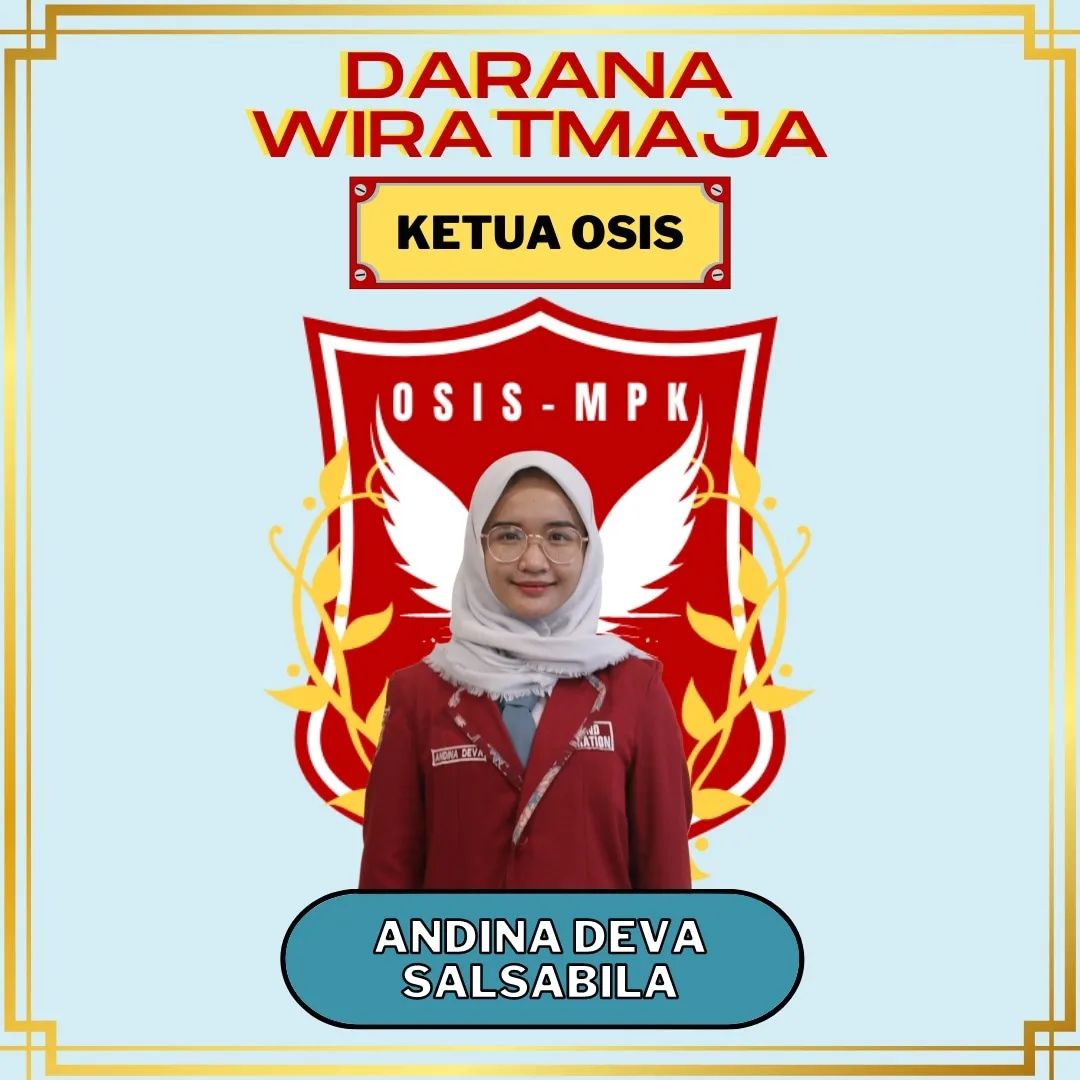 DARANA
WIRATMAJA
KETUA OSIS
OSIS-MPK
ANDINA DEVA
ANDINA DEVA
SALSABILA